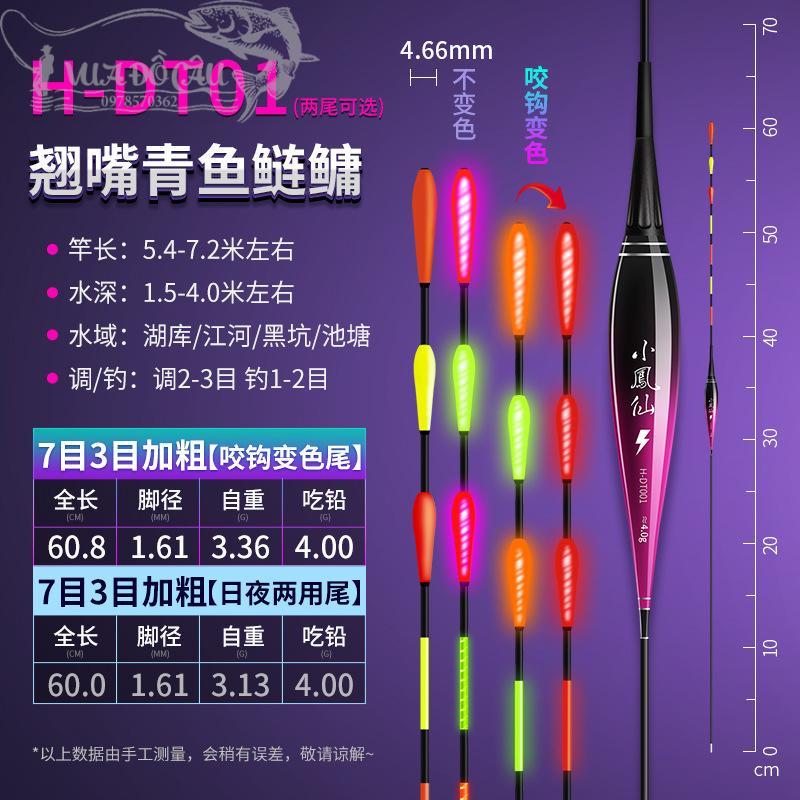 VUA ĐỒ CÂU
0978570362
H-DT01(两尾可选)
翘嘴青鱼鲢鳙
竿长：5.4-7.2米左右
水深：1.5-4.0米左右
水域：湖库/江河/黑坑/池塘
调/钓：调2-3目 钓1-2目
7目3目加粗【咬钩变色尾】
全长 脚径 自重 吃铅
(CM) (MM) (G) (G)
60.8 1.61 3.36 4.00
7目3目加粗【日夜两用尾】
全长 脚径 自重 吃铅
(CM) (MM) (G) (G)
60.0 1.61 3.13 4.00
*以上数据由手工测量，会稍有误差，敬请谅解~
4.66mm
不变色
咬钩变色
小鳳仙
H-DT001 ≈4.0g
70
60
50
40
30
20
10
0
cm